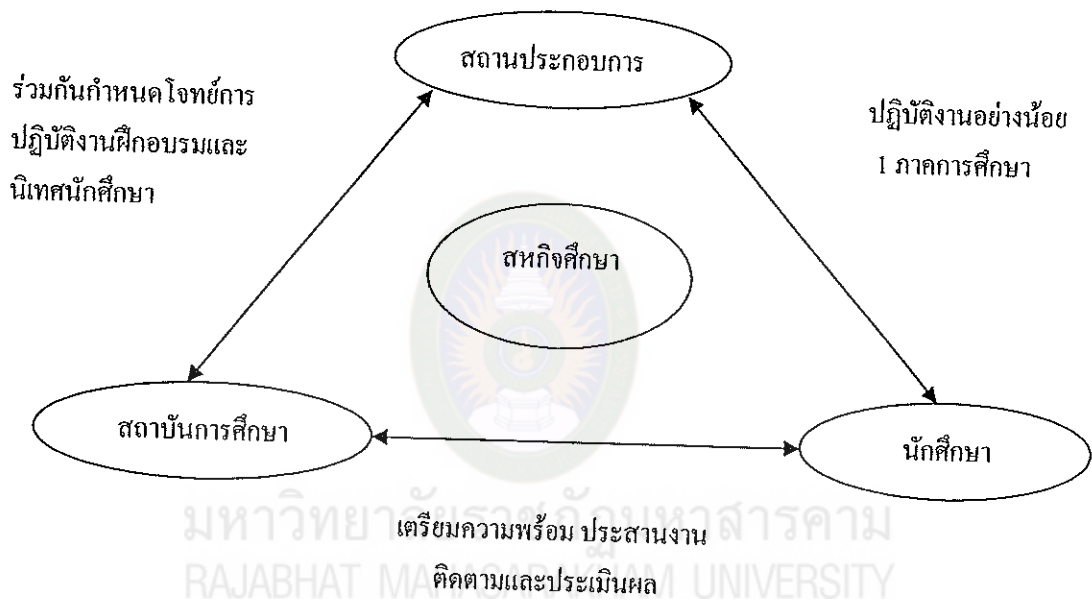 สถานประกอบการ
ร่วมกันกำหนดโจทย์การ
ปฏิบัติงานฝึกอบรมและ
นิเทศนักศึกษา
ปฏิบัติงานอย่างน้อย
1 ภาคการศึกษา
สหกิจศึกษา
สถาบันการศึกษา
นักศึกษา
มหาวิทยาลัยราชภัฏมหาสารคาม
เตรียมความพร้อม ประสานงาน
ติดตามและประเมินผล
RAJABHAT MAHASARAKHAM UNIVERSITY